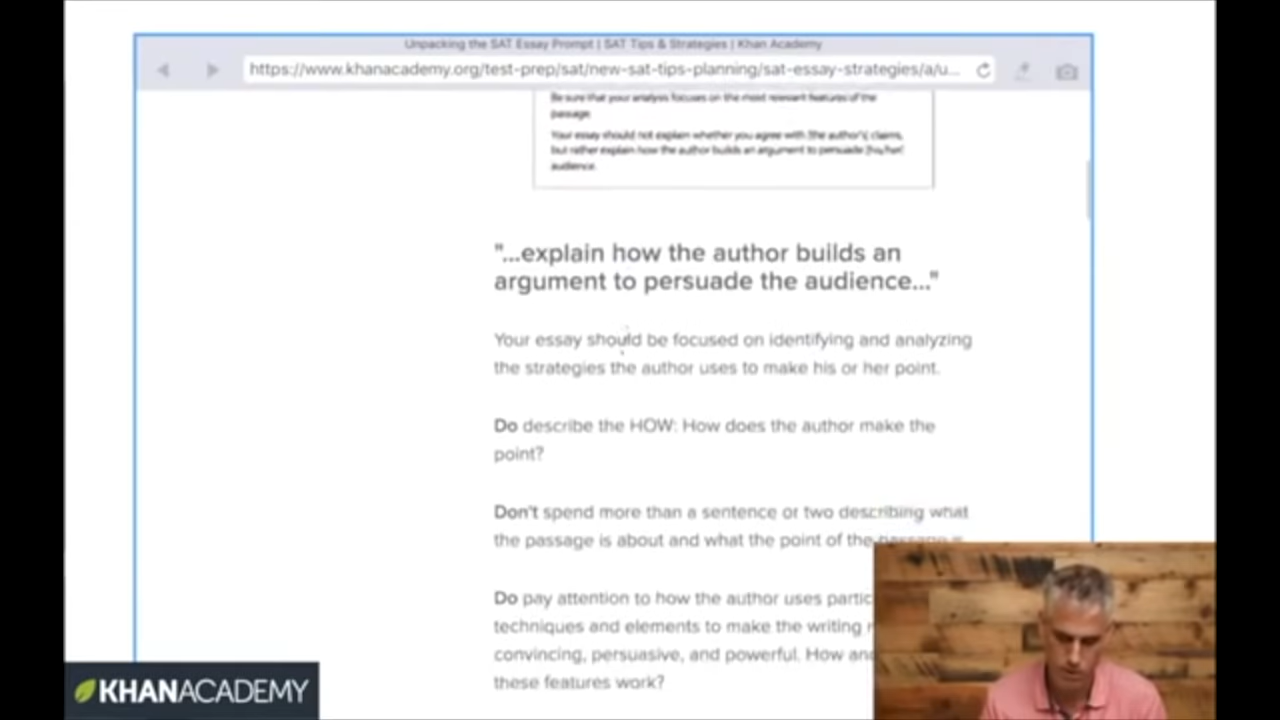 Unpacking the SAT Essay Prompt | SAT Tips & Strategies | Khan Academy
https://www.khanacademy.org/test-prep/sat/new-sat-tips-planning/sat-essay-strategies/a/u...
Be sure that your analysis focuses on the most relevant features of the
passage.
Your essay should not explain whether you agree with [the author's] claims,
but rather explain how the author builds an argument to persuade [his/her]
audience.
"...explain how the author builds an
argument to persuade the audience..."
Your essay should be focused on identifying and analyzing
the strategies the author uses to make his or her point.
Do describe the HOW: How does the author make the
point?
Don't spend more than a sentence or two describing what
the passage is about and what the point of the passage
Do pay attention to how the author uses partic
techniques and elements to make the writing
convincing, persuasive, and powerful. How
these features work?
KHANACADEMY